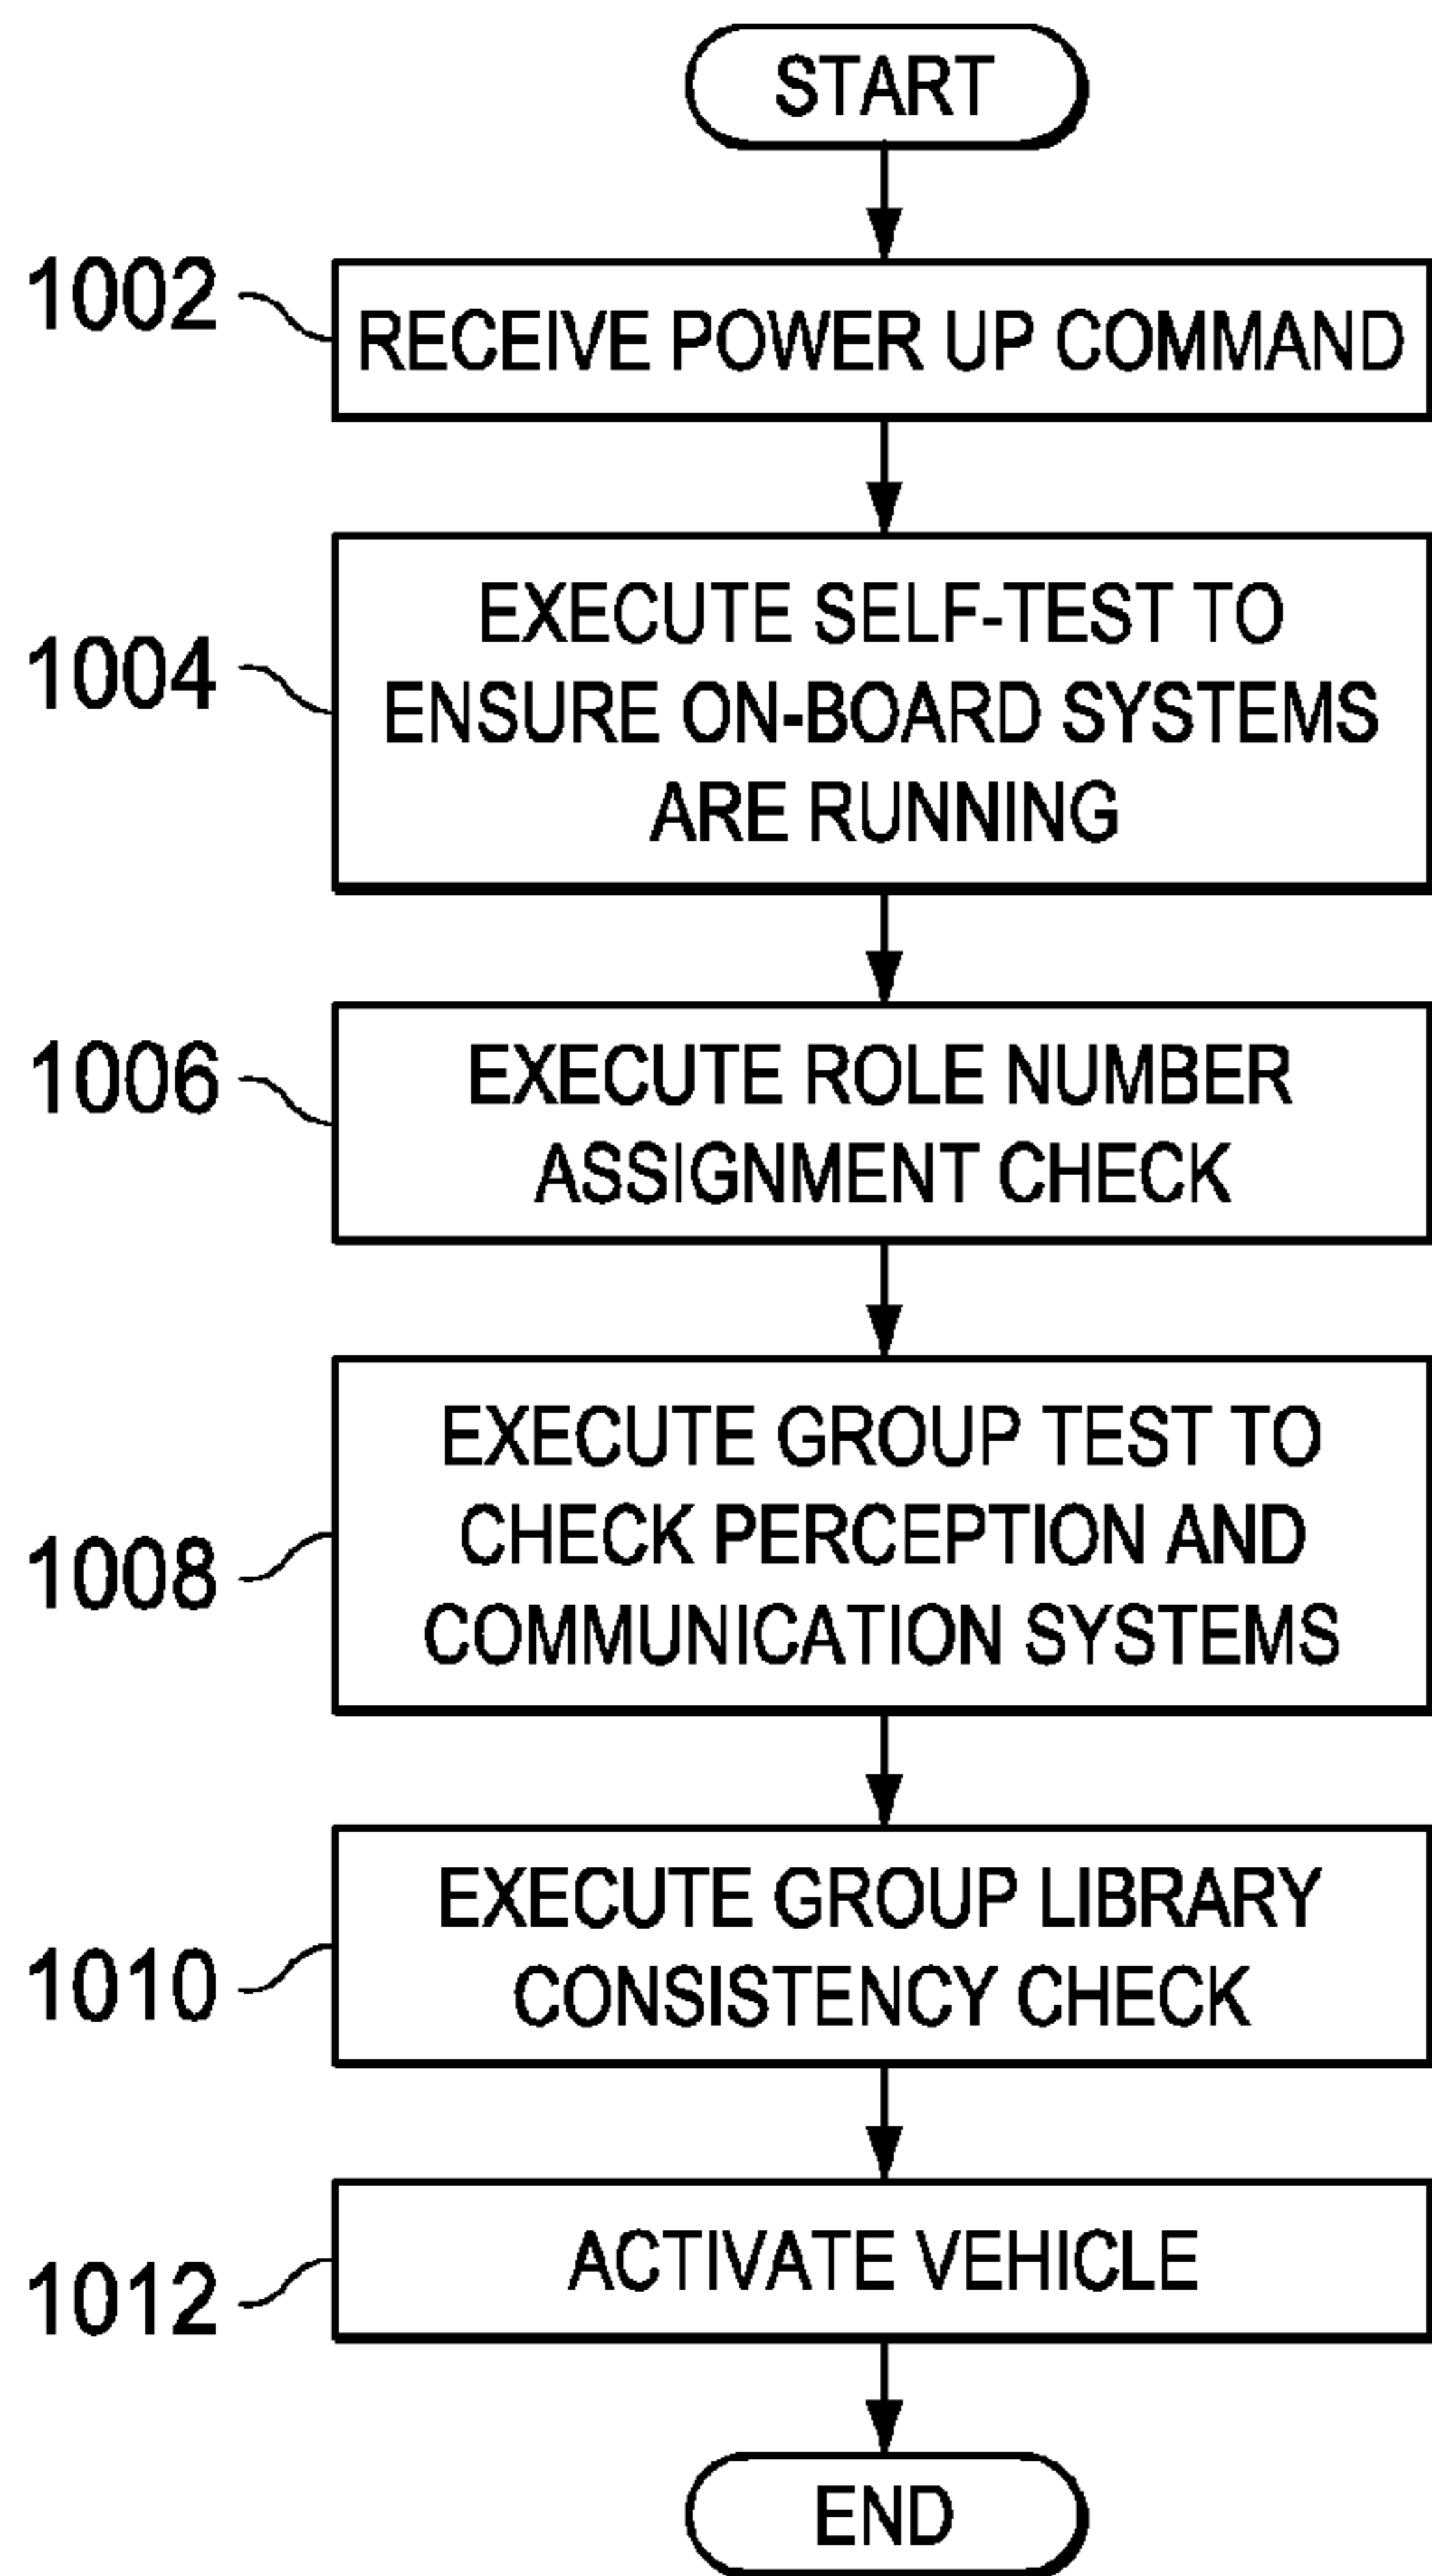 START
1002
RECEIVE POWER UP COMMAND
1004
EXECUTE SELF-TEST TO
ENSURE ON-BOARD SYSTEMS
ARE RUNNING
1006
EXECUTE ROLE NUMBER
ASSIGNMENT CHECK
1008
EXECUTE GROUP TEST TO
CHECK PERCEPTION AND
COMMUNICATION SYSTEMS
1010
EXECUTE GROUP LIBRARY
CONSISTENCY CHECK
1012
ACTIVATE VEHICLE
END